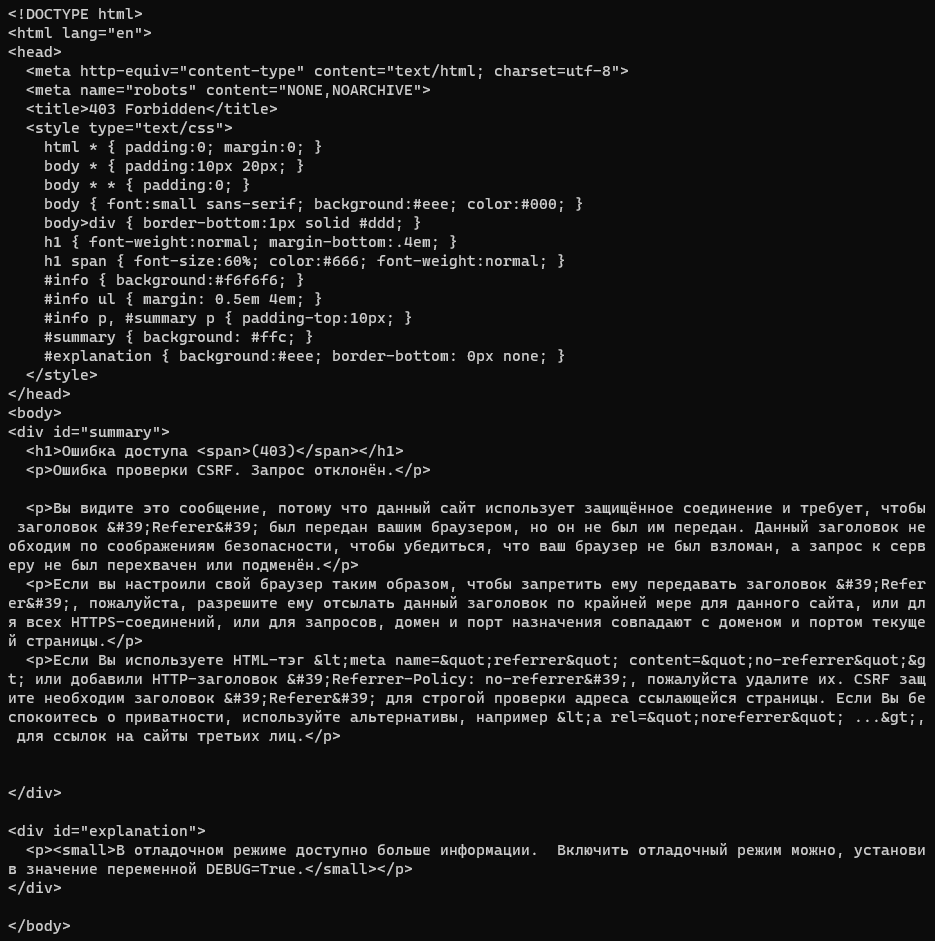 <!DOCTYPE html>
<html lang="en">
<head>
  <meta http-equiv="content-type" content="text/html; charset=utf-8">
  <meta name="robots" content="NONE,NOARCHIVE">
  <title>403 Forbidden</title>
  <style type="text/css">
    html * { padding:0; margin:0; }
    body * { padding:10px 20px; }
    body * * { padding:0; }
    body { font:small sans-serif; background:#eee; color:#000; }
    body>div { border-bottom:1px solid #ddd; }
    h1 { font-weight:normal; margin-bottom:.4em; }
    h1 span { font-size:60%; color:#666; font-weight:normal; }
    #info { background:#f6f6f6; }
    #info ul { margin: 0.5em 4em; }
    #info p, #summary p { padding-top:10px; }
    #summary { background: #ffc; }
    #explanation { background:#eee; border-bottom: 0px none; }
  </style>
</head>
<body>
<div id="summary">
  <h1>Ошибка доступа <span>(403)</span></h1>
  <p>Ошибка проверки CSRF. Запрос отклонён.</p>

  <p>Вы видите это сообщение, потому что данный сайт использует защищённое соединение и требует, чтобы
 заголовок &#39;Referer&#39; был передан вашим браузером, но он не был им передан. Данный заголовок не
обходим по соображениям безопасности, чтобы убедиться, что ваш браузер не был взломан, а запрос к серв
еру не был перехвачен или подменён.</p>
  <p>Если вы настроили свой браузер таким образом, чтобы запретить ему передавать заголовок &#39;Refer
er&#39;, пожалуйста, разрешите ему отсылать данный заголовок по крайней мере для данного сайта, или дл
я всех HTTPS-соединений, или для запросов, домен и порт назначения совпадают с доменом и портом текуще
й страницы.</p>
  <p>Если Вы используете HTML-тэг &lt;meta name=&quot;referrer&quot; content=&quot;no-referrer&quot;&g
t; или добавили HTTP-заголовок &#39;Referrer-Policy: no-referrer&#39;, пожалуйста удалите их. CSRF защ
ите необходим заголовок &#39;Referer&#39; для строгой проверки адреса ссылающейся страницы. Если Вы бе
спокоитесь о приватности, используйте альтернативы, например &lt;a rel=&quot;noreferrer&quot; ...&gt;,
 для ссылок на сайты третьих лиц.</p>


</div>

<div id="explanation">
  <p><small>В отладочном режиме доступно больше информации.  Включить отладочный режим можно, установи
в значение переменной DEBUG=True.</small></p>
</div>

</body>